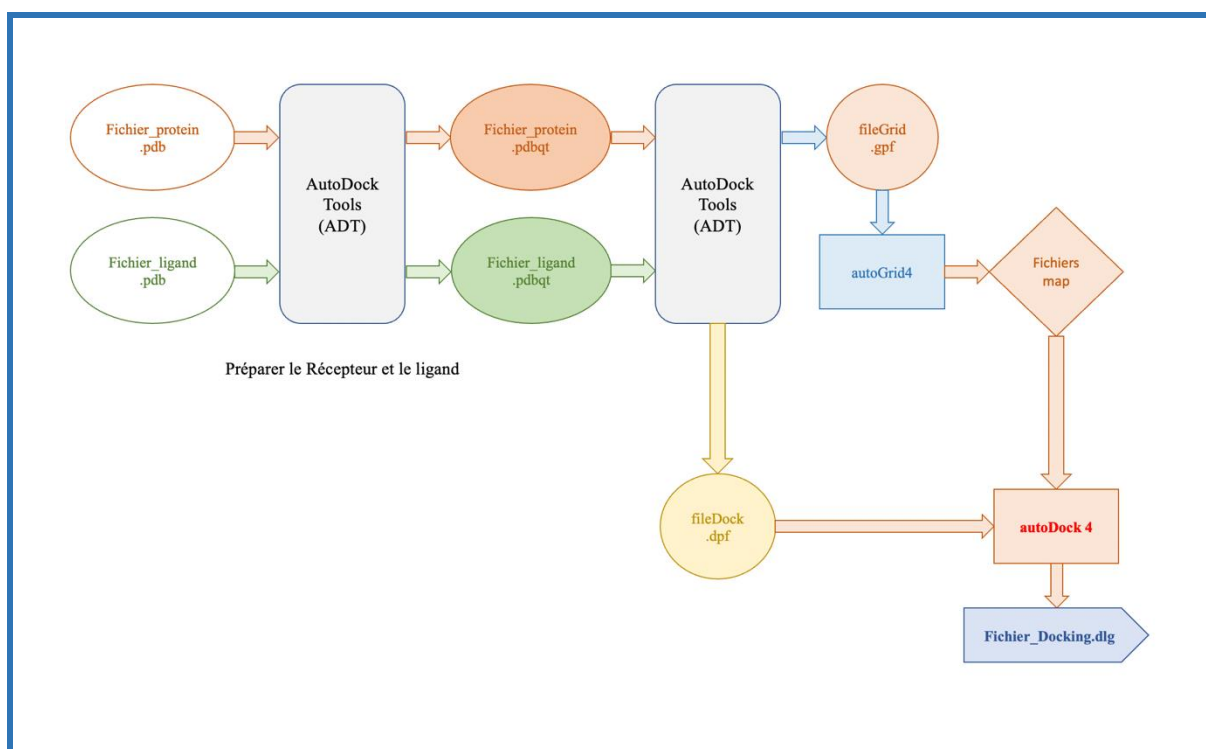 Fichier_protein
.pdb
AutoDock
Tools
(ADT)
Fichier_protein
.pdbqt
AutoDock
Tools
(ADT)
fileGrid
.gpf
Fichier_ligand
.pdb
Fichier_ligand
.pdbqt
autoGrid4
Fichiers
map
Préparer le Récepteur et le ligand
fileDock
.dpf
autoDock 4
Fichier_Docking.dlg